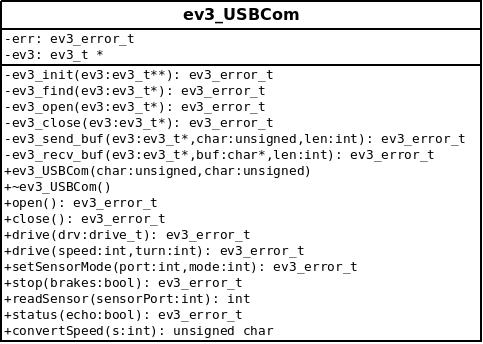 ev3_USBCom
-err: ev3_error_t
-ev3: ev3_t *
-ev3_init(ev3:ev3_t**): ev3_error_t
-ev3_find(ev3:ev3_t*): ev3_error_t
-ev3_open(ev3:ev3_t*): ev3_error_t
-ev3_close(ev3:ev3_t*): ev3_error_t
-ev3_send_buf(ev3:ev3_t*,char:unsigned,len:int): ev3_error_t
-ev3_recv_buf(ev3:ev3_t*,buf:char*,len:int): ev3_error_t
+ev3_USBCom(char:unsigned,char:unsigned)
+~ev3_USBCom()
+open(): ev3_error_t
+close(): ev3_error_t
+drive(drv:drive_t): ev3_error_t
+drive(speed:int,turn:int): ev3_error_t
+setSensorMode(port:int,mode:int): ev3_error_t
+stop(brakes:bool): ev3_error_t
+readSensor(sensorPort:int): int
+status(echo:bool): ev3_error_t
+convertSpeed(s:int): unsigned char